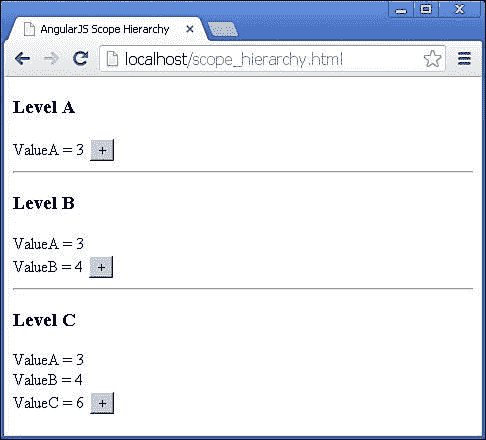 AngularJS Scope Hierarchy
localhost/scope_hierarchy.html
Level A
ValueA = 3 +
Level B
ValueA = 3
ValueB = 4 +
Level C
ValueA = 3
ValueB = 4
ValueC = 6 +